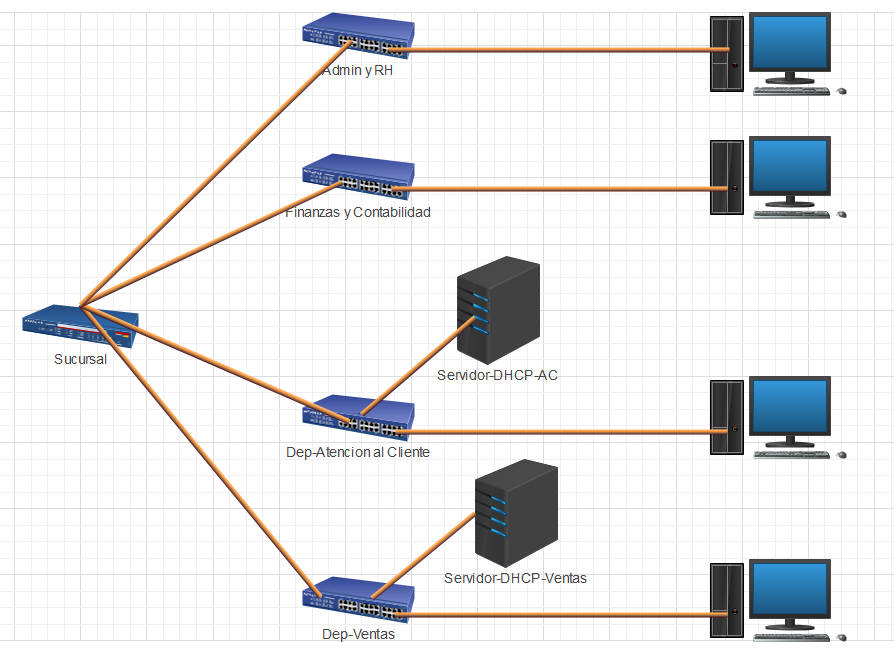 Admin y RH
Finanzas y Contabilidad
Sucursal
Servidor-DHCP-AC
Dep-Atencion al Cliente
Servidor-DHCP-Ventas
Dep-Ventas